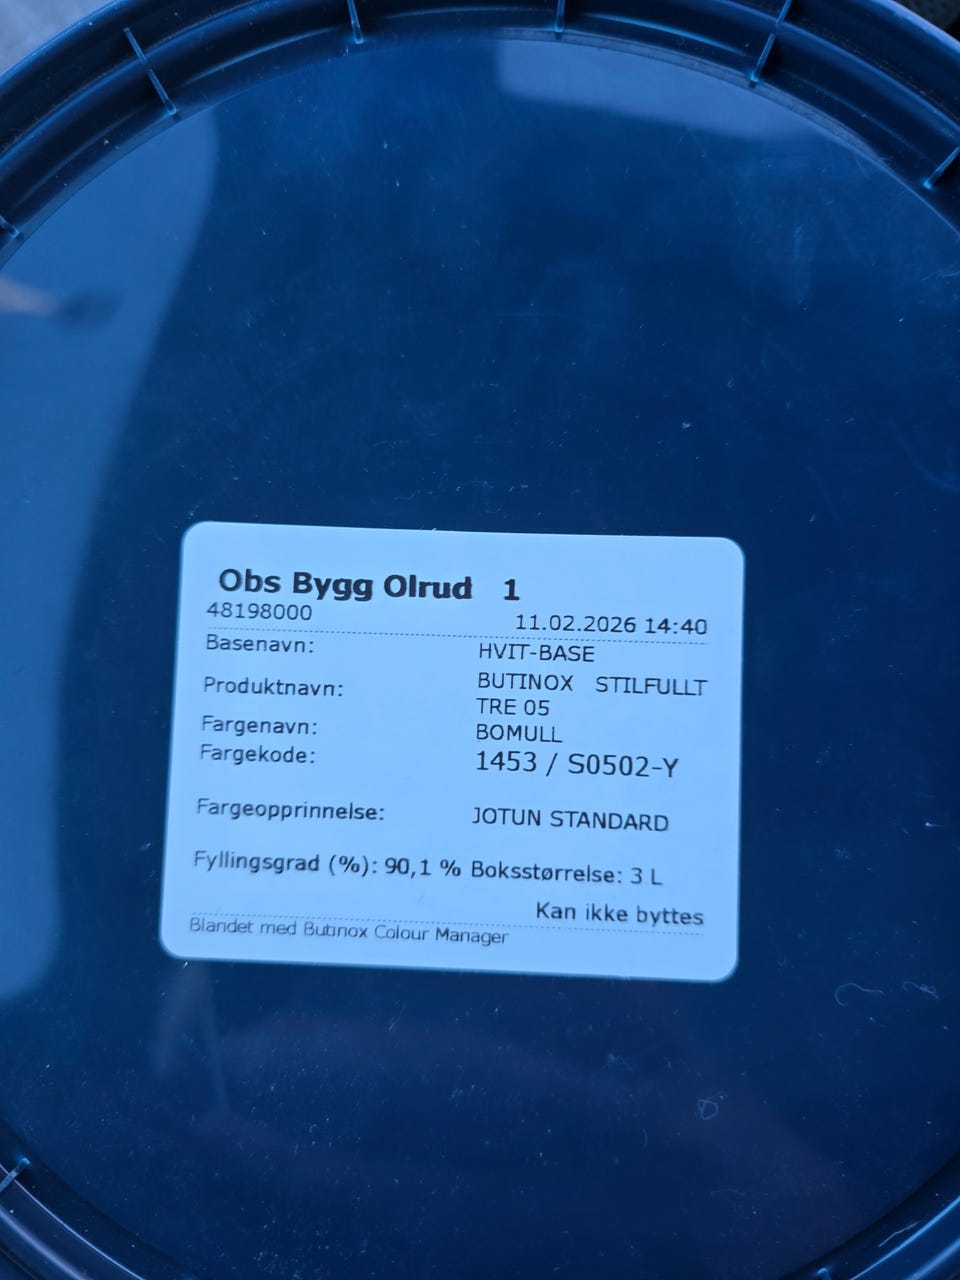 Obs Bygg Olrud 1
48198000 11.02.2026 14:40
Basenavn: HVIT-BASE
Produktnavn: BUTINOX STILFULLT
TRE 05
Fargenavn: BOMULL
Fargekode: 1453 / S0502-Y
Fargeopprinnelse: JOTUN STANDARD
Fyllingsgrad (%): 90,1 % Boksstørrelse: 3 L
Kan ikke byttes
Blandet med Butinox Colour Manager